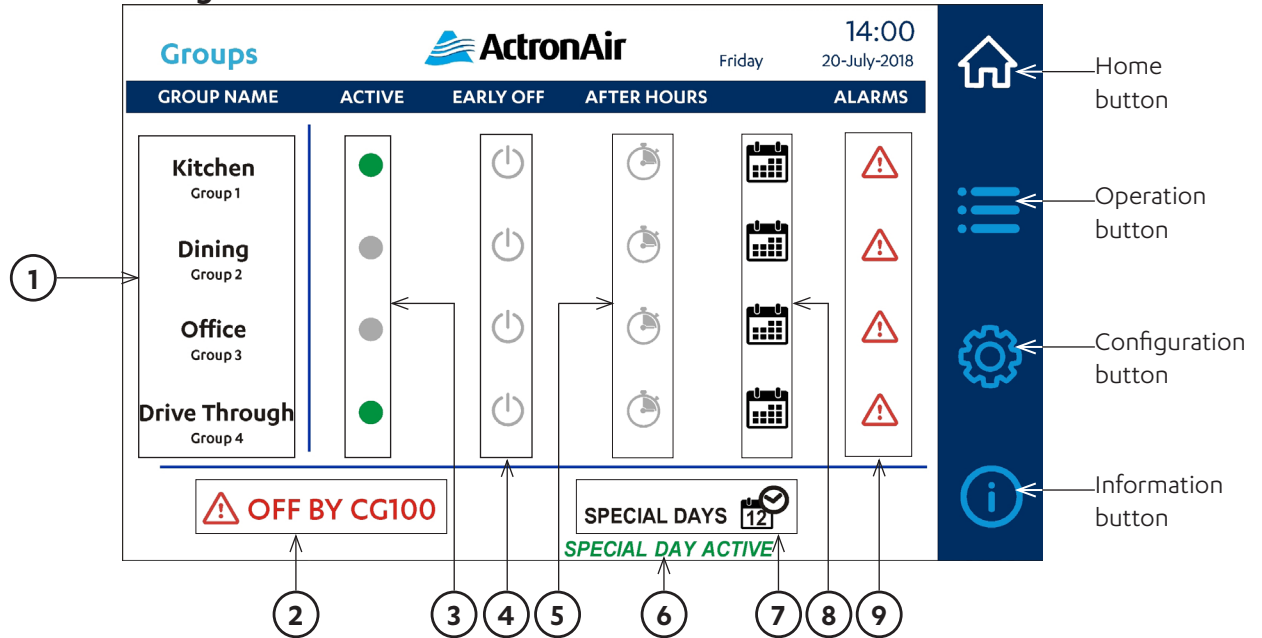 Groups
ActronAir
Friday
14:00
20-July-2018
GROUP NAME ACTIVE EARLY OFF AFTER HOURS ALARMS
Kitchen
Group 1
Dining
Group 2
Office
Group 3
Drive Through
Group 4
OFF BY CG100
SPECIAL DAYS 12
SPECIAL DAY ACTIVE
Home
button
Operation
button
Configuration
button
Information
button
1
2 3 4 5 6 7 8 9